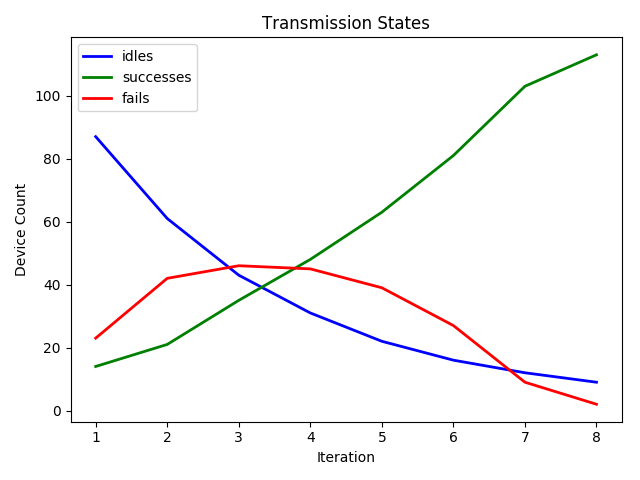 Transmission States
idles
successes
fails
Device Count
100
80
60
40
20
0
1 2 3 4 5 6 7 8
Iteration